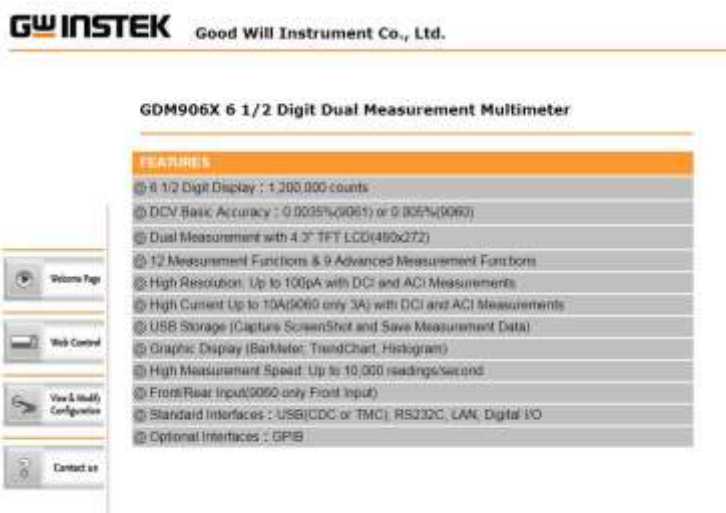 GW INSTEK Good Will Instrument Co., Ltd.
GDM906X 6 1/2 Digit Dual Measurement Multimeter
FEATURES
◎ 6 1/2 Digit Display : 1,200,000 counts
◎ DCV Basic Accuracy : 0.0035%(9061) or 0.005%(9060)
◎ Dual Measurement with 4.3" TFT LCD(480x272)
◎ 12 Measurement Functions & 9 Advanced Measurement Functions
◎ High Resolution: Up to 100pA with DCI and ACI Measurements
◎ High Current Up to 10A(9060 only 3A) with DCI and ACI Measurements
◎ USB Storage (Capture ScreenShot and Save Measurement Data)
◎ Graphic Display (BarMeter, TrendChart, Histogram)
◎ High Measurement Speed: Up to 10,000 readings/second
◎ Front/Rear Input(9060 only Front Input)
◎ Standard Interfaces : USB(CDC or TMC), RS232C, LAN, Digital I/O
◎ Optional Interfaces : GPIB
Welcome Page
Web Control
View & Modify
Configuration
Contact us